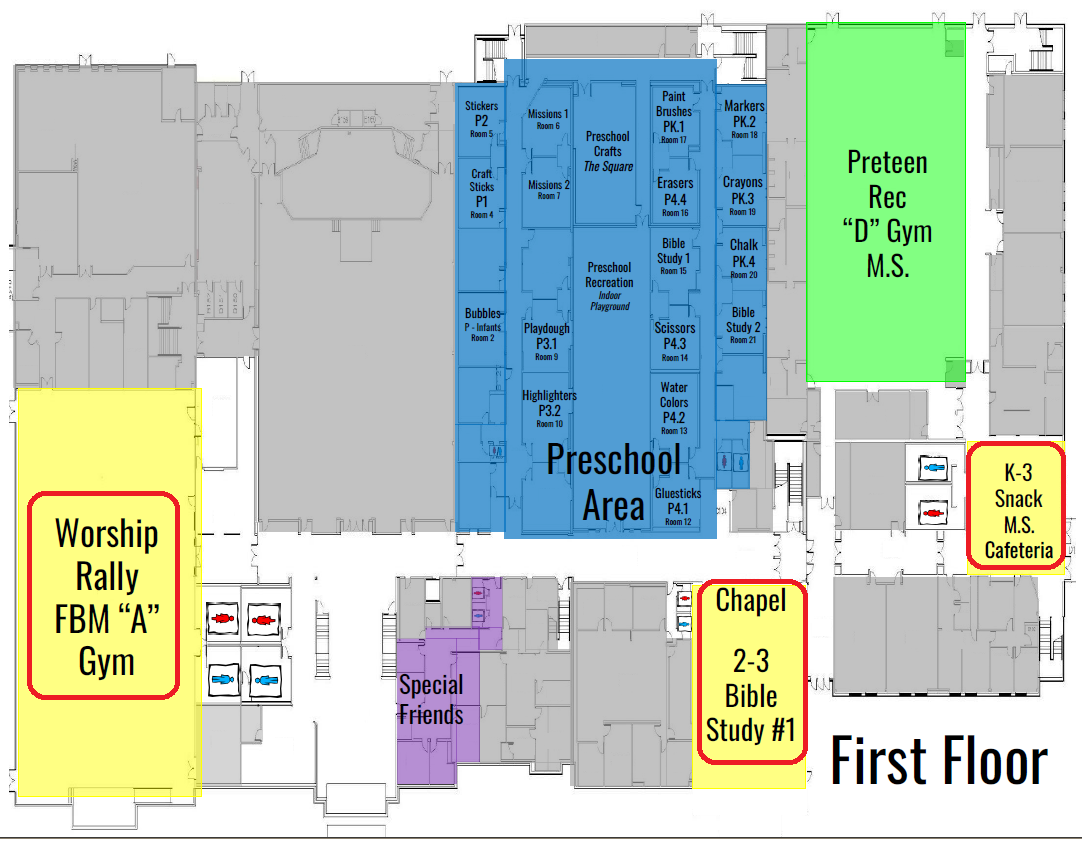 Stickers
P2
Room 5
Craft
Sticks
P1
Room 4
Bubbles
P - Infants
Room 2
Missions 1
Room 6
Missions 2
Room 7
Playdough
P3.1
Room 9
Highlighters
P3.2
Room 10
Preschool
Crafts
The Square
Preschool
Recreation
Indoor
Playground
Paint
Brushes
PK.1
Room 17
Erasers
P4.4
Room 16
Bible
Study 1
Room 15
Scissors
P4.3
Room 14
Water
Colors
P4.2
Room 13
Gluesticks
P4.1
Room 12
Markers
PK.2
Room 18
Crayons
PK.3
Room 19
Chalk
PK.4
Room 20
Bible
Study 2
Room 21
Preschool
Area
Preteen
Rec
“D” Gym
M.S.
K-3
Snack
M.S.
Cafeteria
Worship
Rally
FBM “A”
Gym
Special
Friends
Chapel
2-3
Bible
Study #1
First Floor